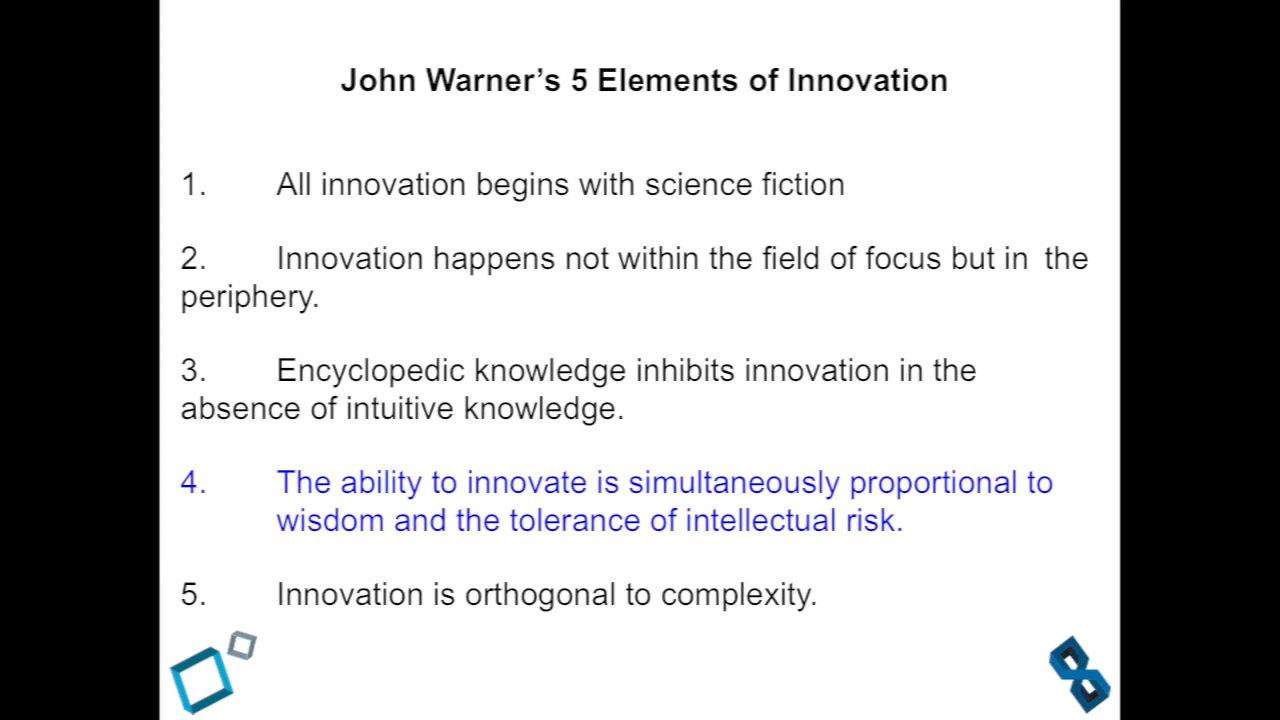 John Warner’s 5 Elements of Innovation
1. All innovation begins with science fiction
2. Innovation happens not within the field of focus but in the
periphery.
3. Encyclopedic knowledge inhibits innovation in the
absence of intuitive knowledge.
4. The ability to innovate is simultaneously proportional to
wisdom and the tolerance of intellectual risk.
5. Innovation is orthogonal to complexity.